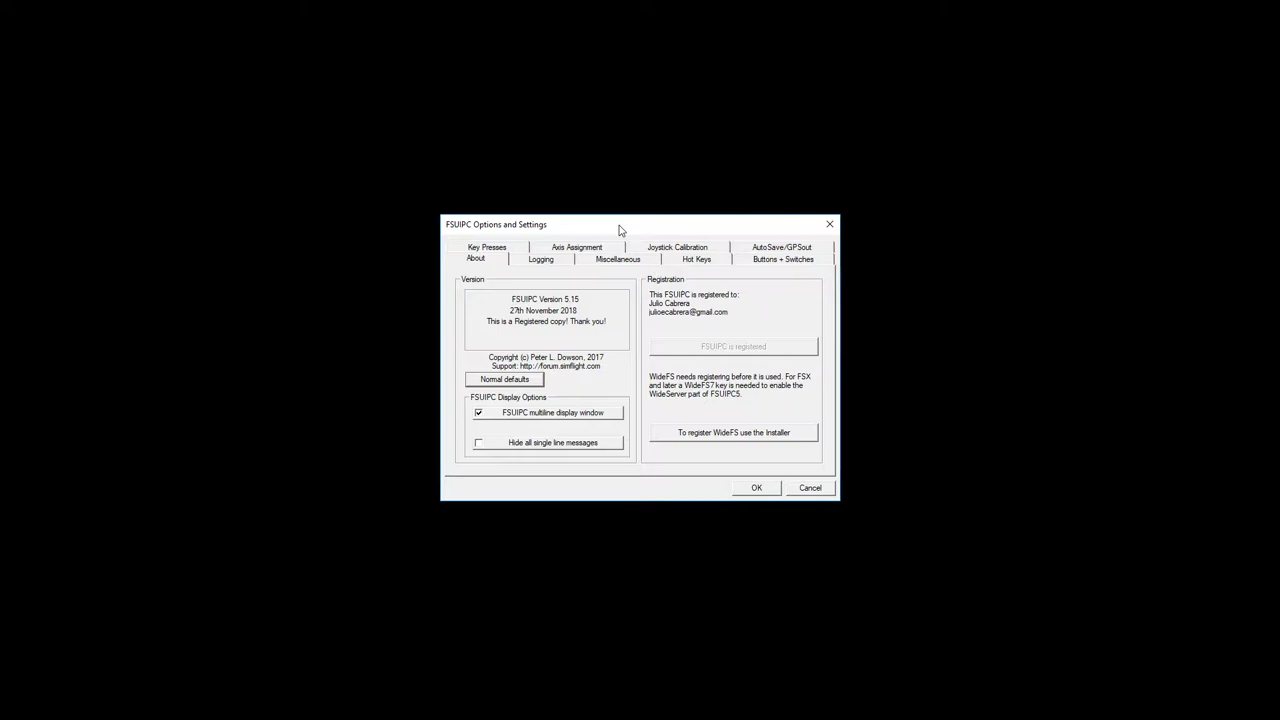 FSUIPC Options and Settings
Key Presses
Axis Assignment
Joystick Calibration
AutoSave/GPSout
About
Logging
Miscellaneous
Hot Keys
Buttons + Switches
Version
FSUIPC Version 5.15
27th November 2018
This is a Registered copy! Thank you!
Copyright (c) Peter L. Dowson, 2017
Support: http://forum.simflight.com
Normal defaults
FSUIPC Display Options
FSUIPC multiline display window
Hide all single line messages
Registration
This FSUIPC is registered to:
Julio Cabrera
julioecabrera@gmail.com
FSUIPC is registered
WideFS needs registering before it is used. For FSX
and later a WideFS7 key is needed to enable the
WideServer part of FSUIPC5.
To register WideFS use the Installer
OK
Cancel